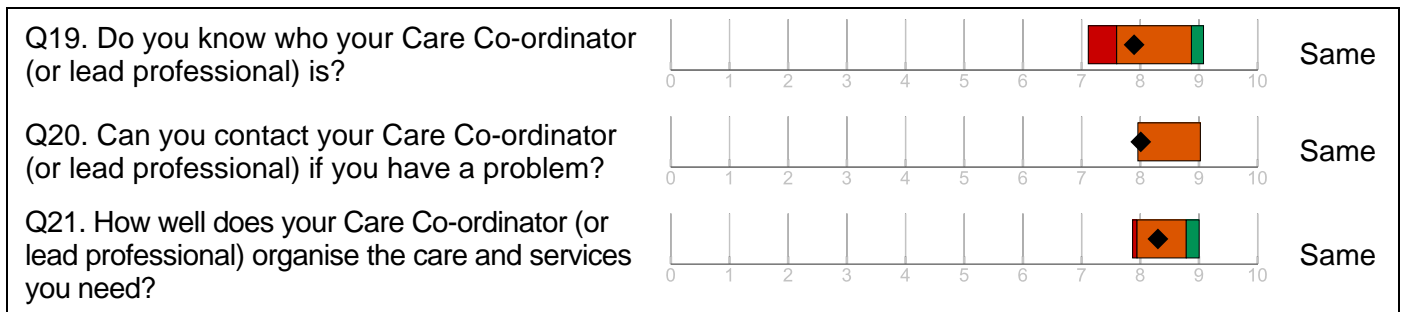 Q19. Do you know who your Care Co-ordinator
(or lead professional) is?
0 1 2 3 4 5 6 7 8 9 10
Same
Q20. Can you contact your Care Co-ordinator
(or lead professional) if you have a problem?
0 1 2 3 4 5 6 7 8 9 10
Same
Q21. How well does your Care Co-ordinator (or
lead professional) organise the care and services
you need?
0 1 2 3 4 5 6 7 8 9 10
Same